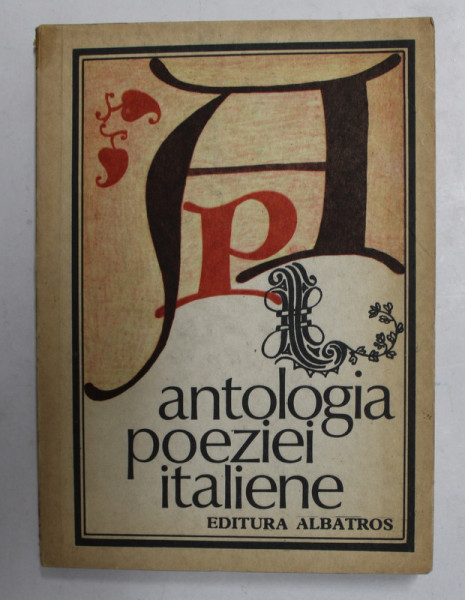 A
p
antologia
poeziei
italiene
EDITURA ALBATROS